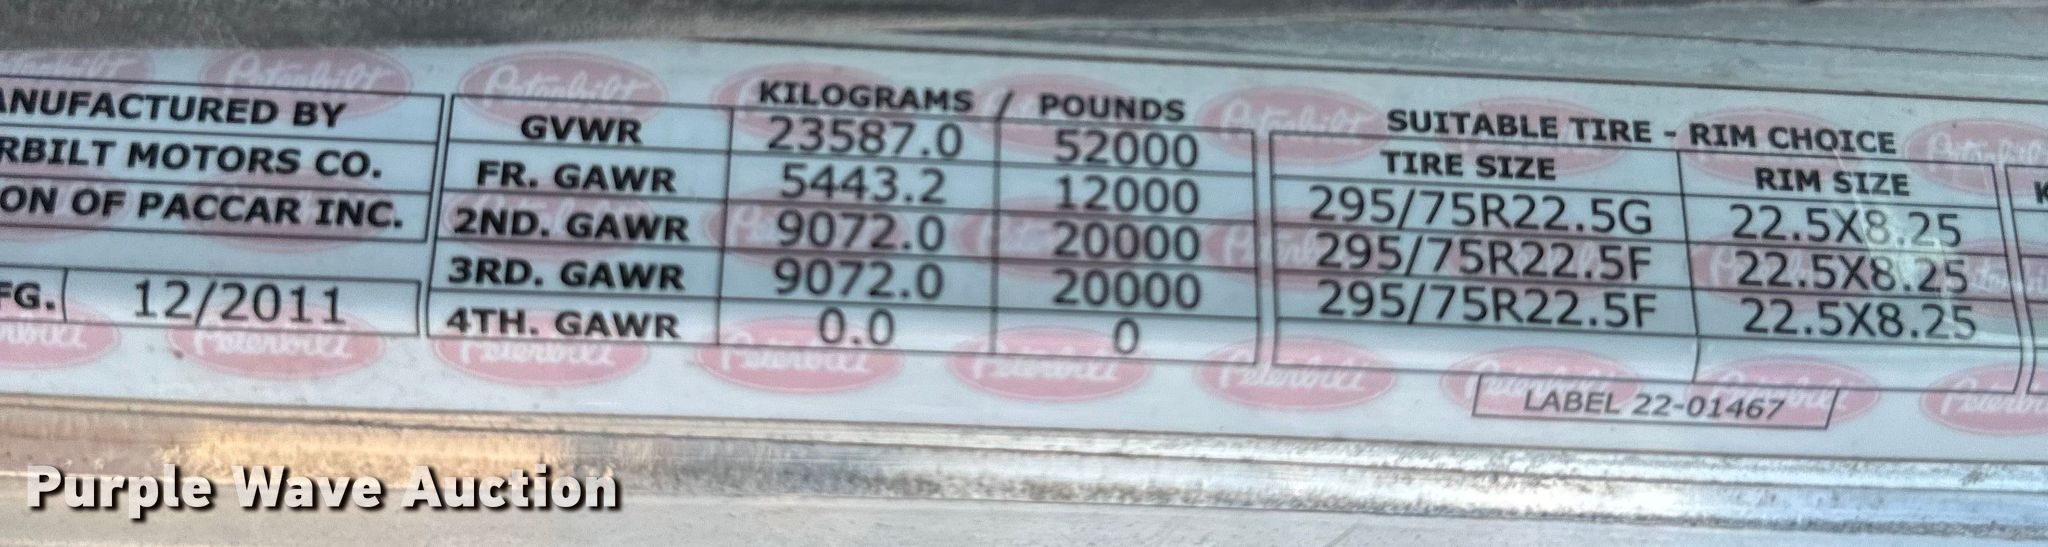 ANUFACTURED BY
RBILT MOTORS CO.
ON OF PACCAR INC.
FG. 12/2011
KILOGRAMS / POUNDS
GVWR 23587.0 52000
FR. GAWR 5443.2 12000
2ND. GAWR 9072.0 20000
3RD. GAWR 9072.0 20000
4TH. GAWR 0.0 0
SUITABLE TIRE - RIM CHOICE
TIRE SIZE RIM SIZE
295/75R22.5G 22.5X8.25
295/75R22.5F 22.5X8.25
295/75R22.5F 22.5X8.25
K
LABEL 22-01467
Peterbilt
Purple Wave Auction